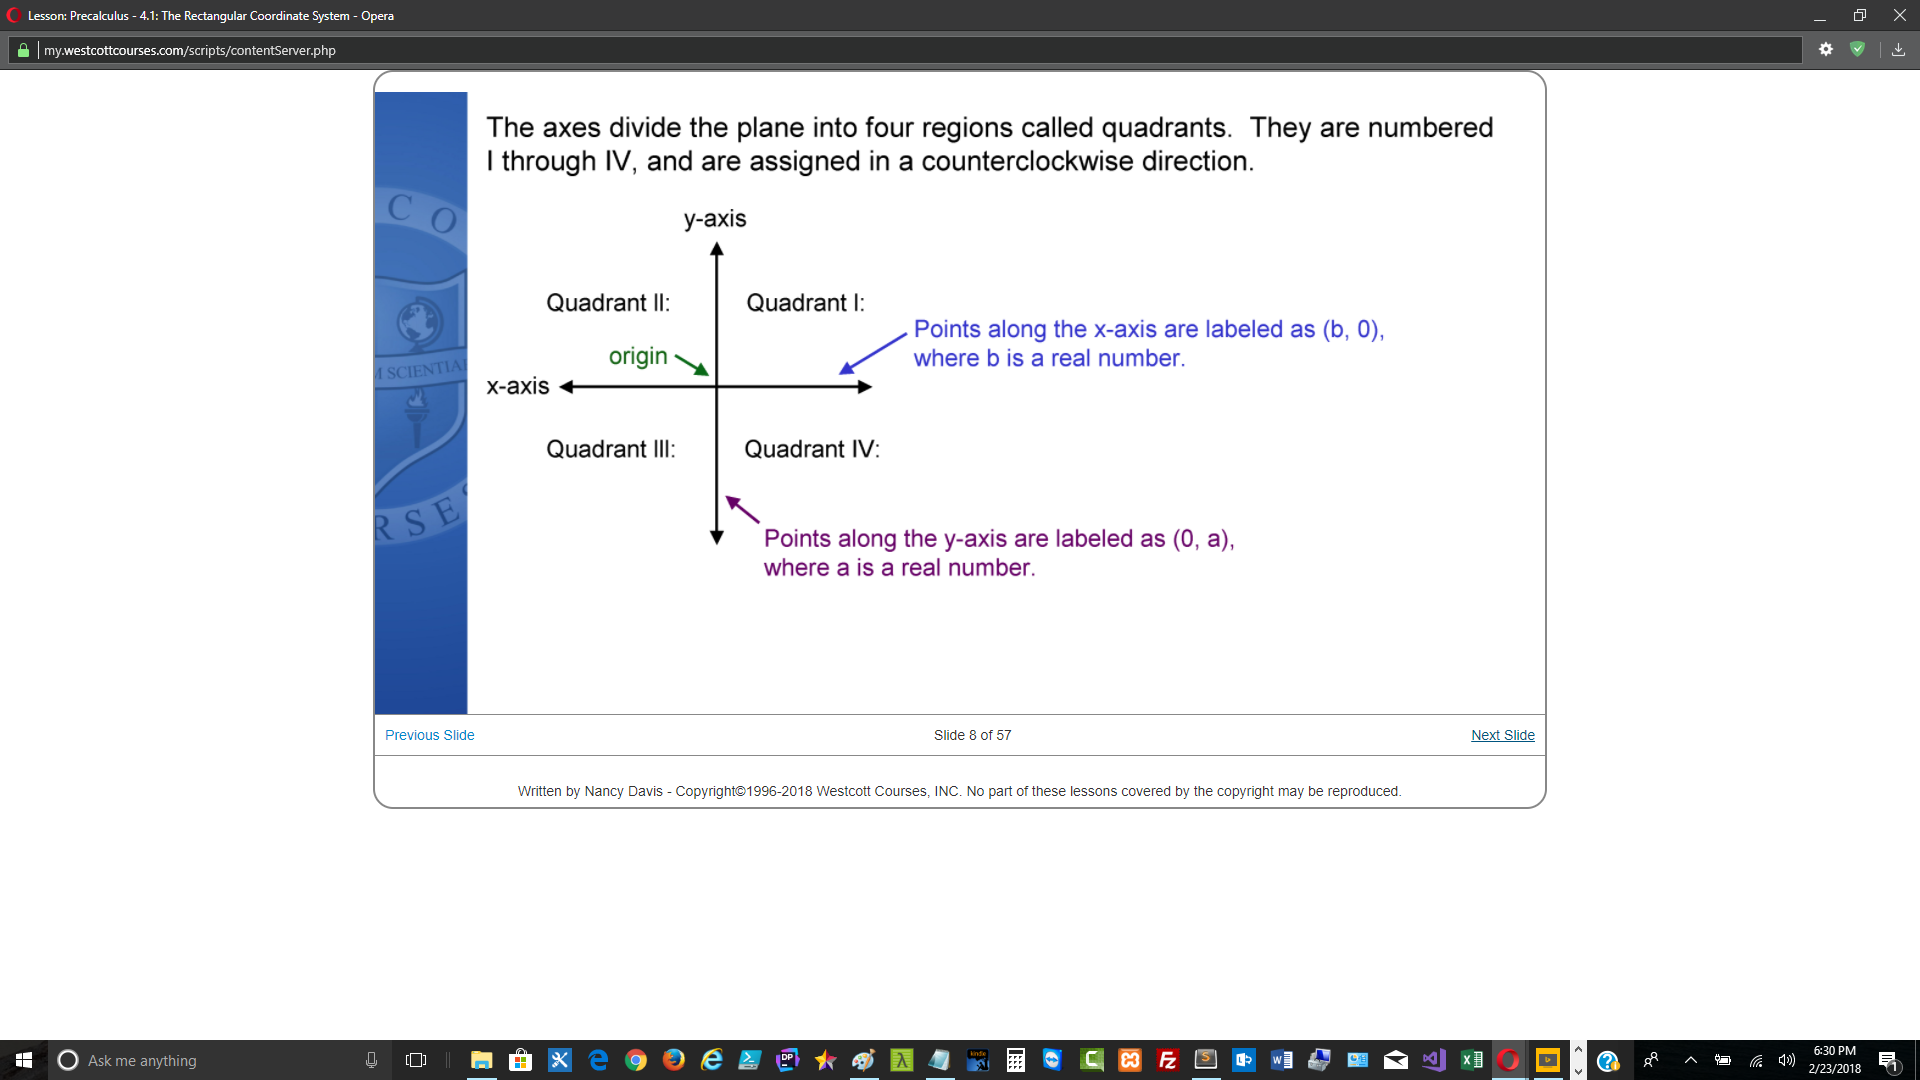 Lesson: Precalculus - 4.1: The Rectangular Coordinate System - Opera
my.westcottcourses.com/scripts/contentServer.php
The axes divide the plane into four regions called quadrants. They are numbered
I through IV, and are assigned in a counterclockwise direction.
y-axis
Quadrant II:
Quadrant I:
Points along the x-axis are labeled as (b, 0),
where b is a real number.
origin
x-axis
Quadrant III:
Quadrant IV:
Points along the y-axis are labeled as (0, a),
where a is a real number.
C O
M SCIENTIA
R S E
Previous Slide
Slide 8 of 57
Next Slide
Written by Nancy Davis - Copyright©1996-2018 Westcott Courses, INC. No part of these lessons covered by the copyright may be reproduced.
Ask me anything
6:30 PM
2/23/2018
1